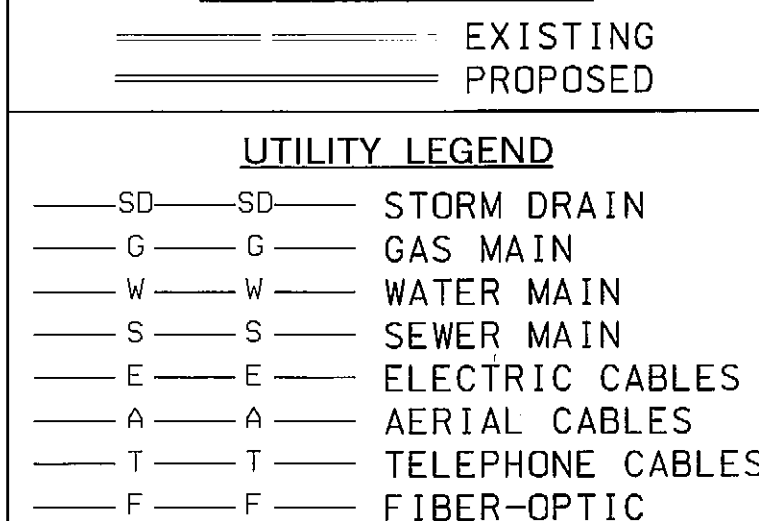 EXISTING
PROPOSED
UTILITY LEGEND
SD SD STORM DRAIN
G G GAS MAIN
W W WATER MAIN
S S SEWER MAIN
E E ELECTRIC CABLES
A A AERIAL CABLES
T T TELEPHONE CABLES
F F FIBER-OPTIC